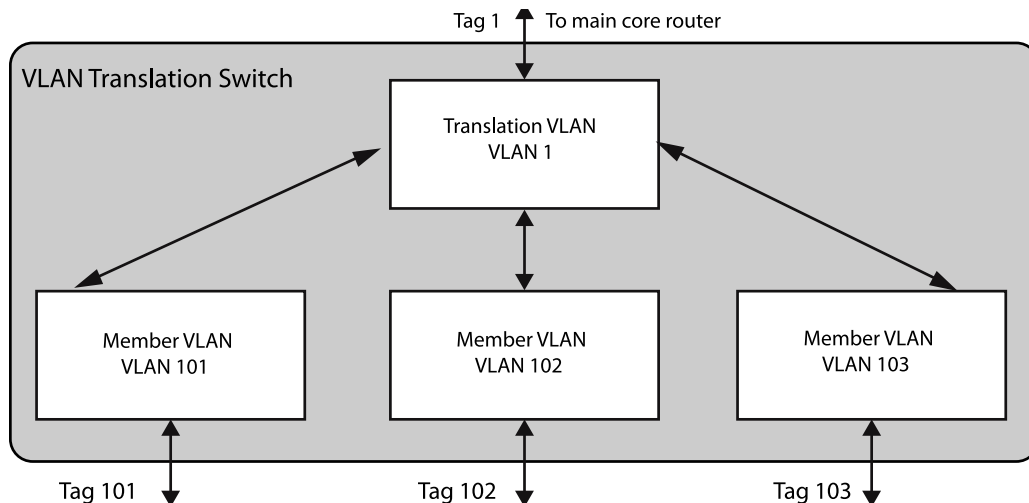 Tag 1 To main core router
VLAN Translation Switch
Translation VLAN
VLAN 1
Member VLAN
VLAN 101
Member VLAN
VLAN 102
Member VLAN
VLAN 103
Tag 101
Tag 102
Tag 103